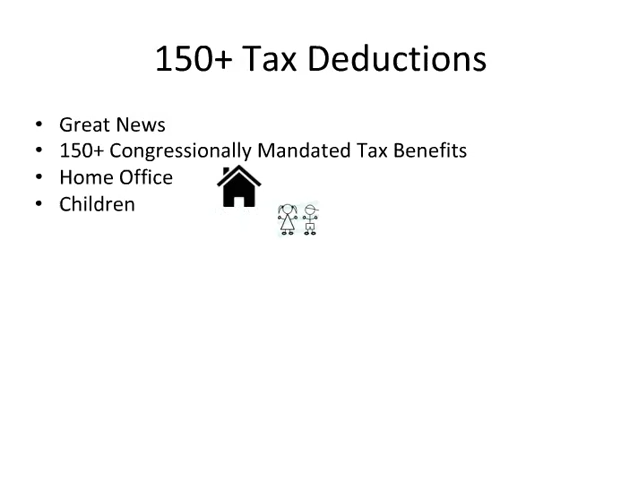 150+ Tax Deductions
• Great News
• 150+ Congressionally Mandated Tax Benefits
• Home Office
• Children